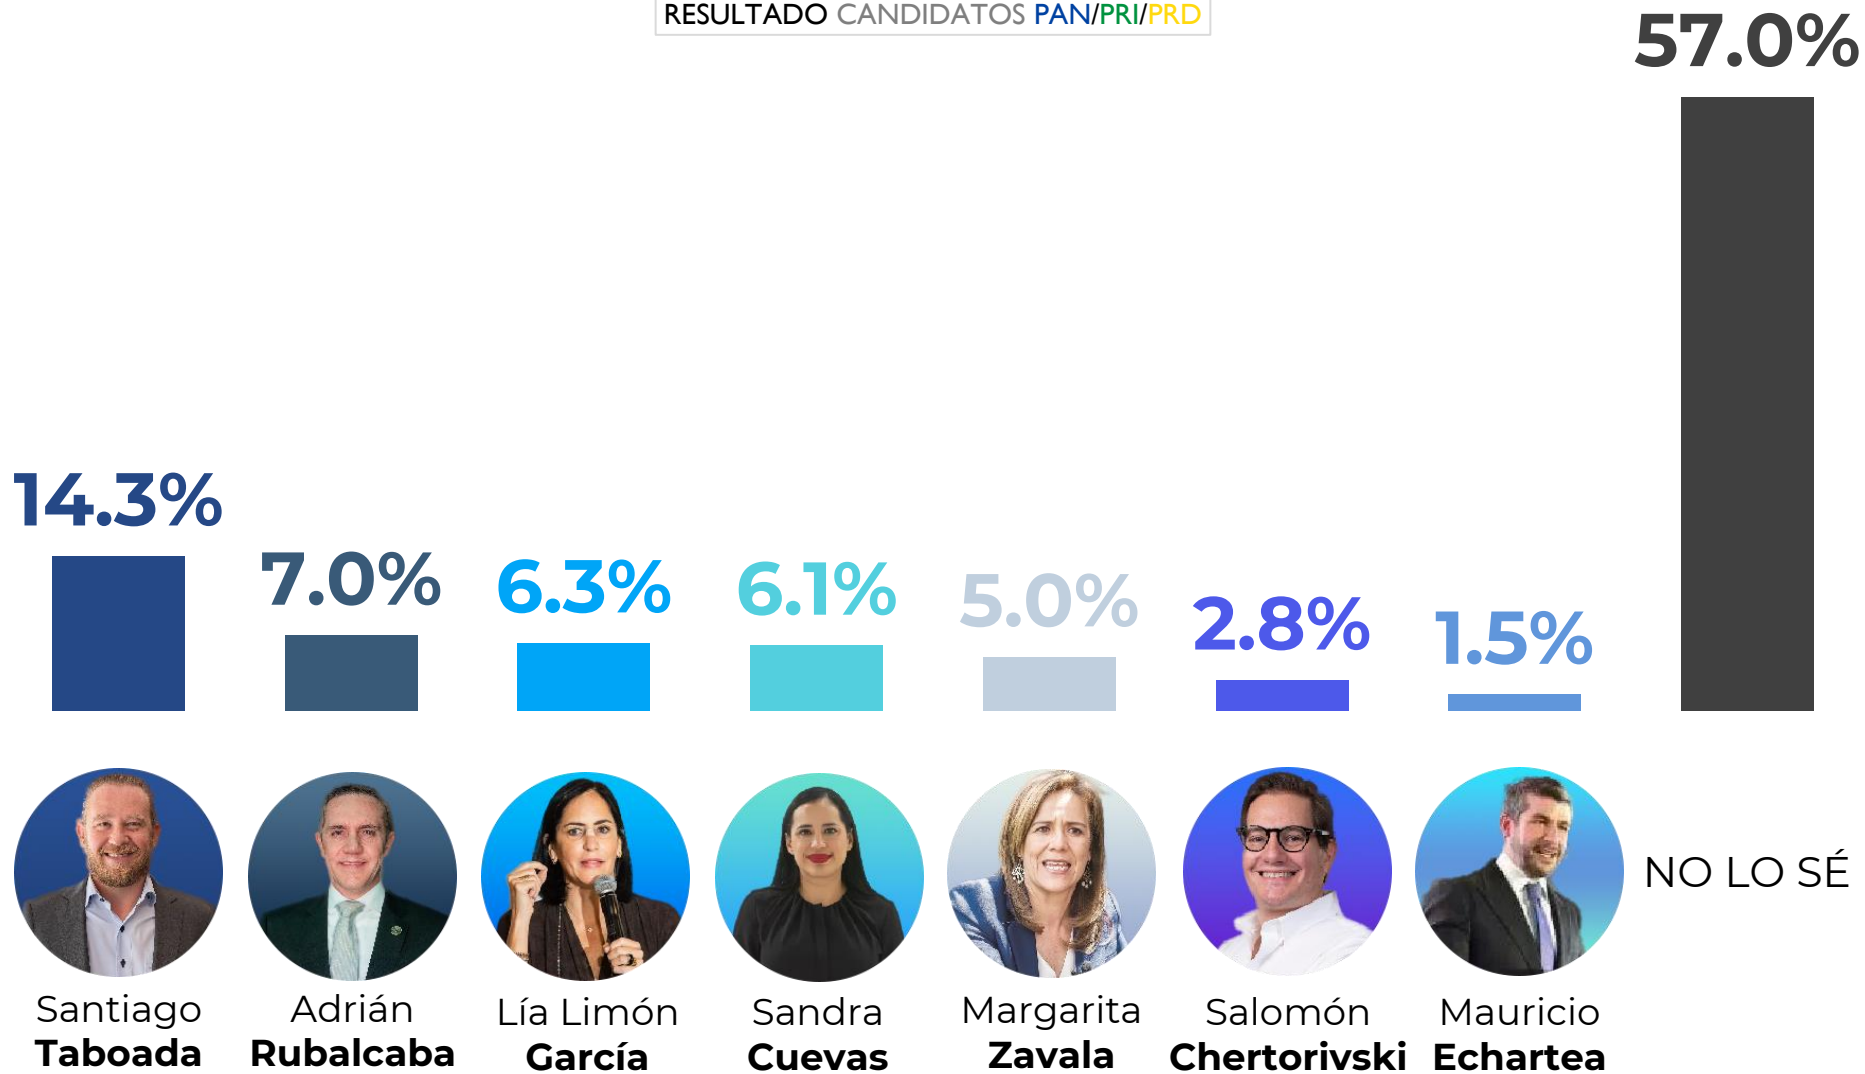 RESULTADO CANDIDATOS PAN/PRI/PRD
57.0%
14.3%
7.0%
6.3%
6.1%
5.0%
2.8%
1.5%
Santiago
Taboada
Adrián
Rubalcaba
Lía Limón
García
Sandra
Cuevas
Margarita
Zavala
Salomón
Chertorivski
Mauricio
Echartea
NO LO SÉ